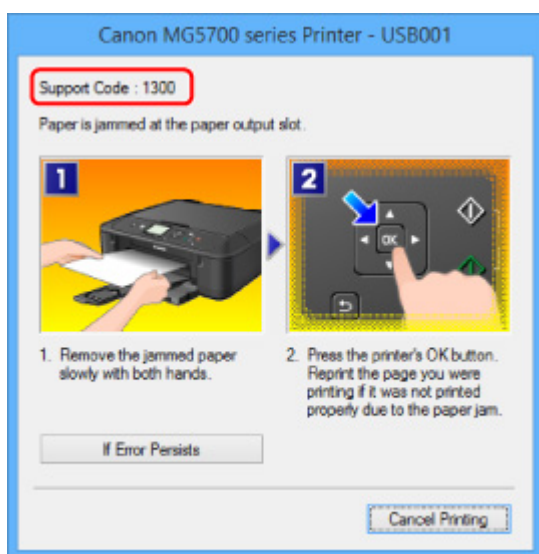 Canon MG5700 series Printer - USB001
Support Code : 1300
Paper is jammed at the paper output slot.
1
2
OK
1. Remove the jammed paper
slowly with both hands.
2. Press the printer's OK button.
Reprint the page you were
printing if it was not printed
properly due to the paper jam.
If Error Persists
Cancel Printing